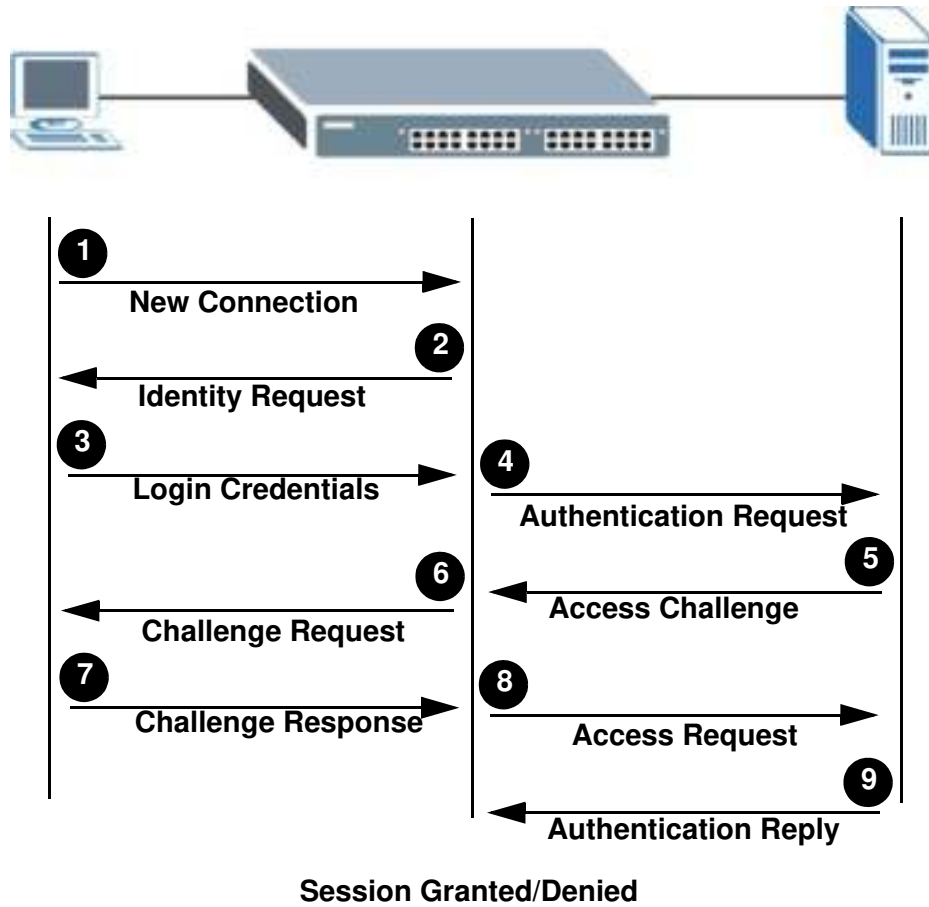 1
New Connection
2
Identity Request
3
Login Credentials
4
Authentication Request
5
Access Challenge
6
Challenge Request
7
Challenge Response
8
Access Request
9
Authentication Reply
Session Granted/Denied